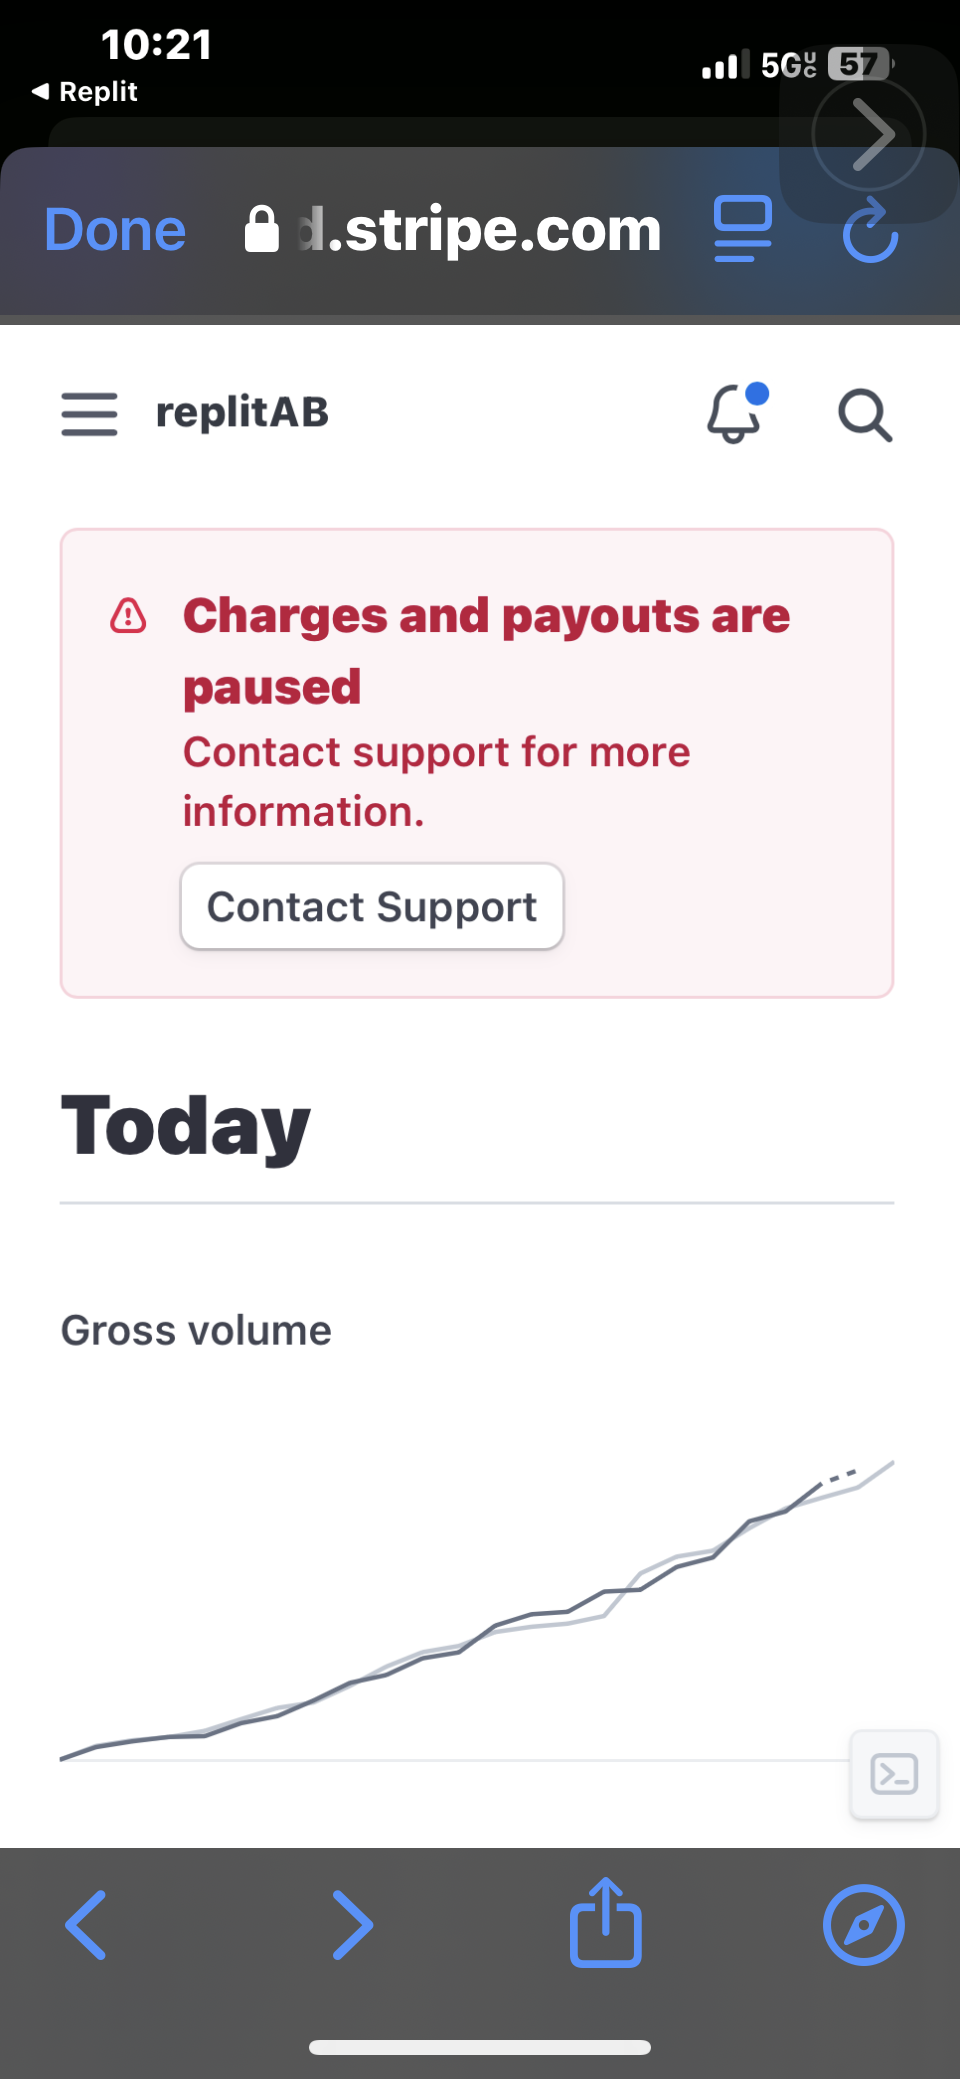 10:21
5G UC 57
◀ Replit
Done d.stripe.com
replitAB
Charges and payouts are
paused
Contact support for more
information.
Contact Support
Today
Gross volume